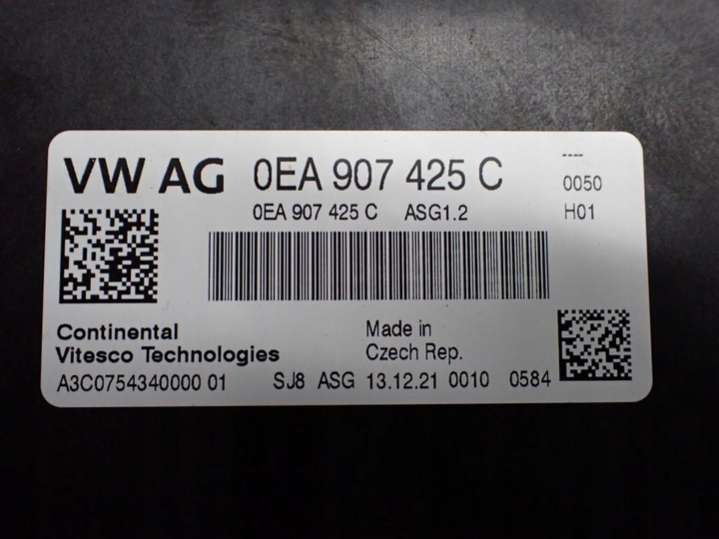 VW AG 0EA 907 425 C ----
0050
0EA 907 425 C ASG1.2 H01
Continental Made in
Vitesco Technologies Czech Rep.
A3C0754340000 01 SJ8 ASG 13.12.21 0010 0584